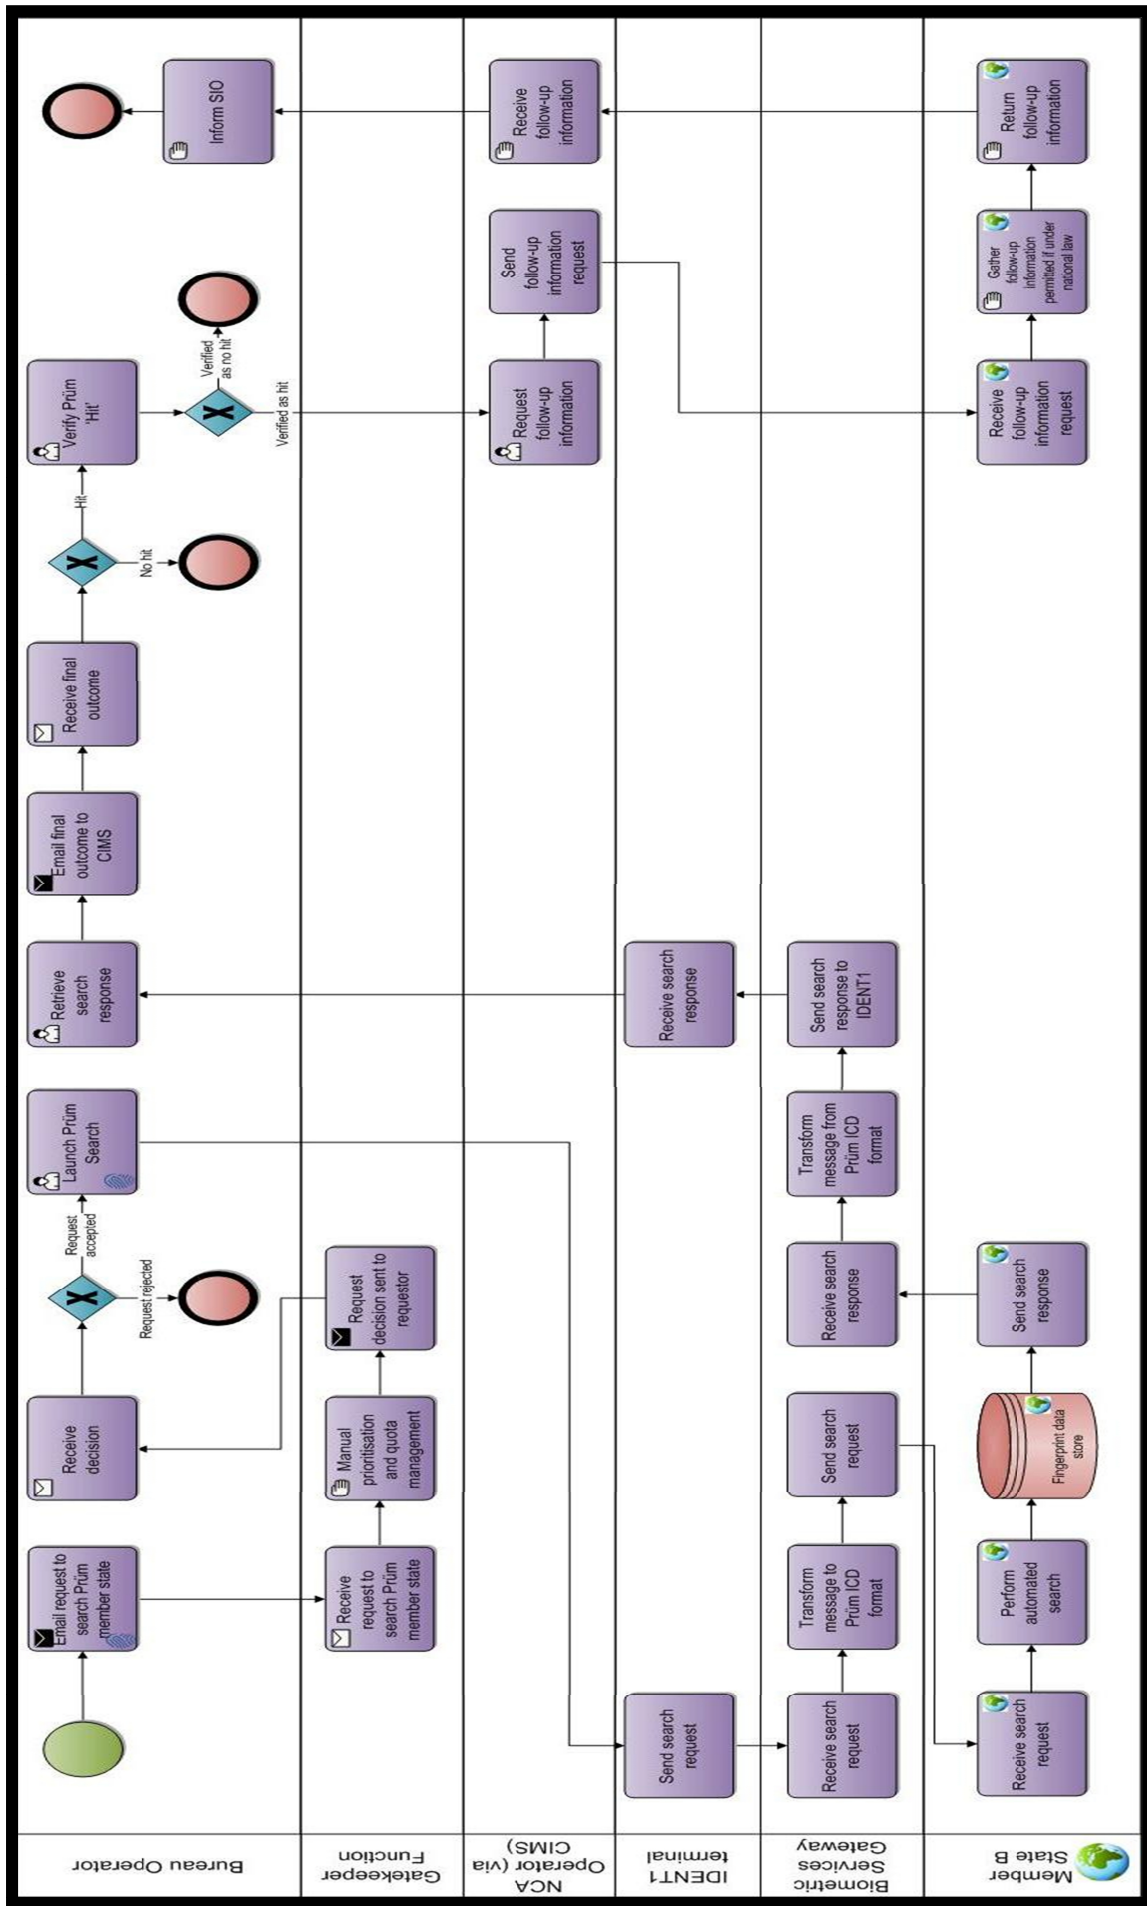 Bureau Operator
Email request to
search Prüm
member state
Receive
decision
Request rejected
Request
accepted
Launch Prüm
Search
Retrieve
search
response
Email final
outcome to
CIMS
Receive final
outcome
No hit
Hit
Verify Prüm
'Hit'
Verified
as no hit
Verified as hit
Inform SIO
Gatekeeper
Function
Receive
request to
search Prüm
member state
Manual
prioritisation
and quota
management
Request
decision sent to
requestor
NCA
Operator (via
CIMS)
Request
follow-up
information
Send
follow-up
information
request
Receive
follow-up
information
IDENT1
terminal
Send search
request
Receive search
response
Biometric
Services
Gateway
Receive search
request
Transform
message to
Prüm ICD
format
Send search
request
Receive search
response
Transform
message from
Prüm ICD
format
Send search
response to
IDENT1
Member
State B
Receive search
request
Perform
automated
search
Fingerprint data
store
Send search
response
Receive
follow-up
information
request
Gather
follow-up
information
permitted if under
national law
Return
follow-up
information